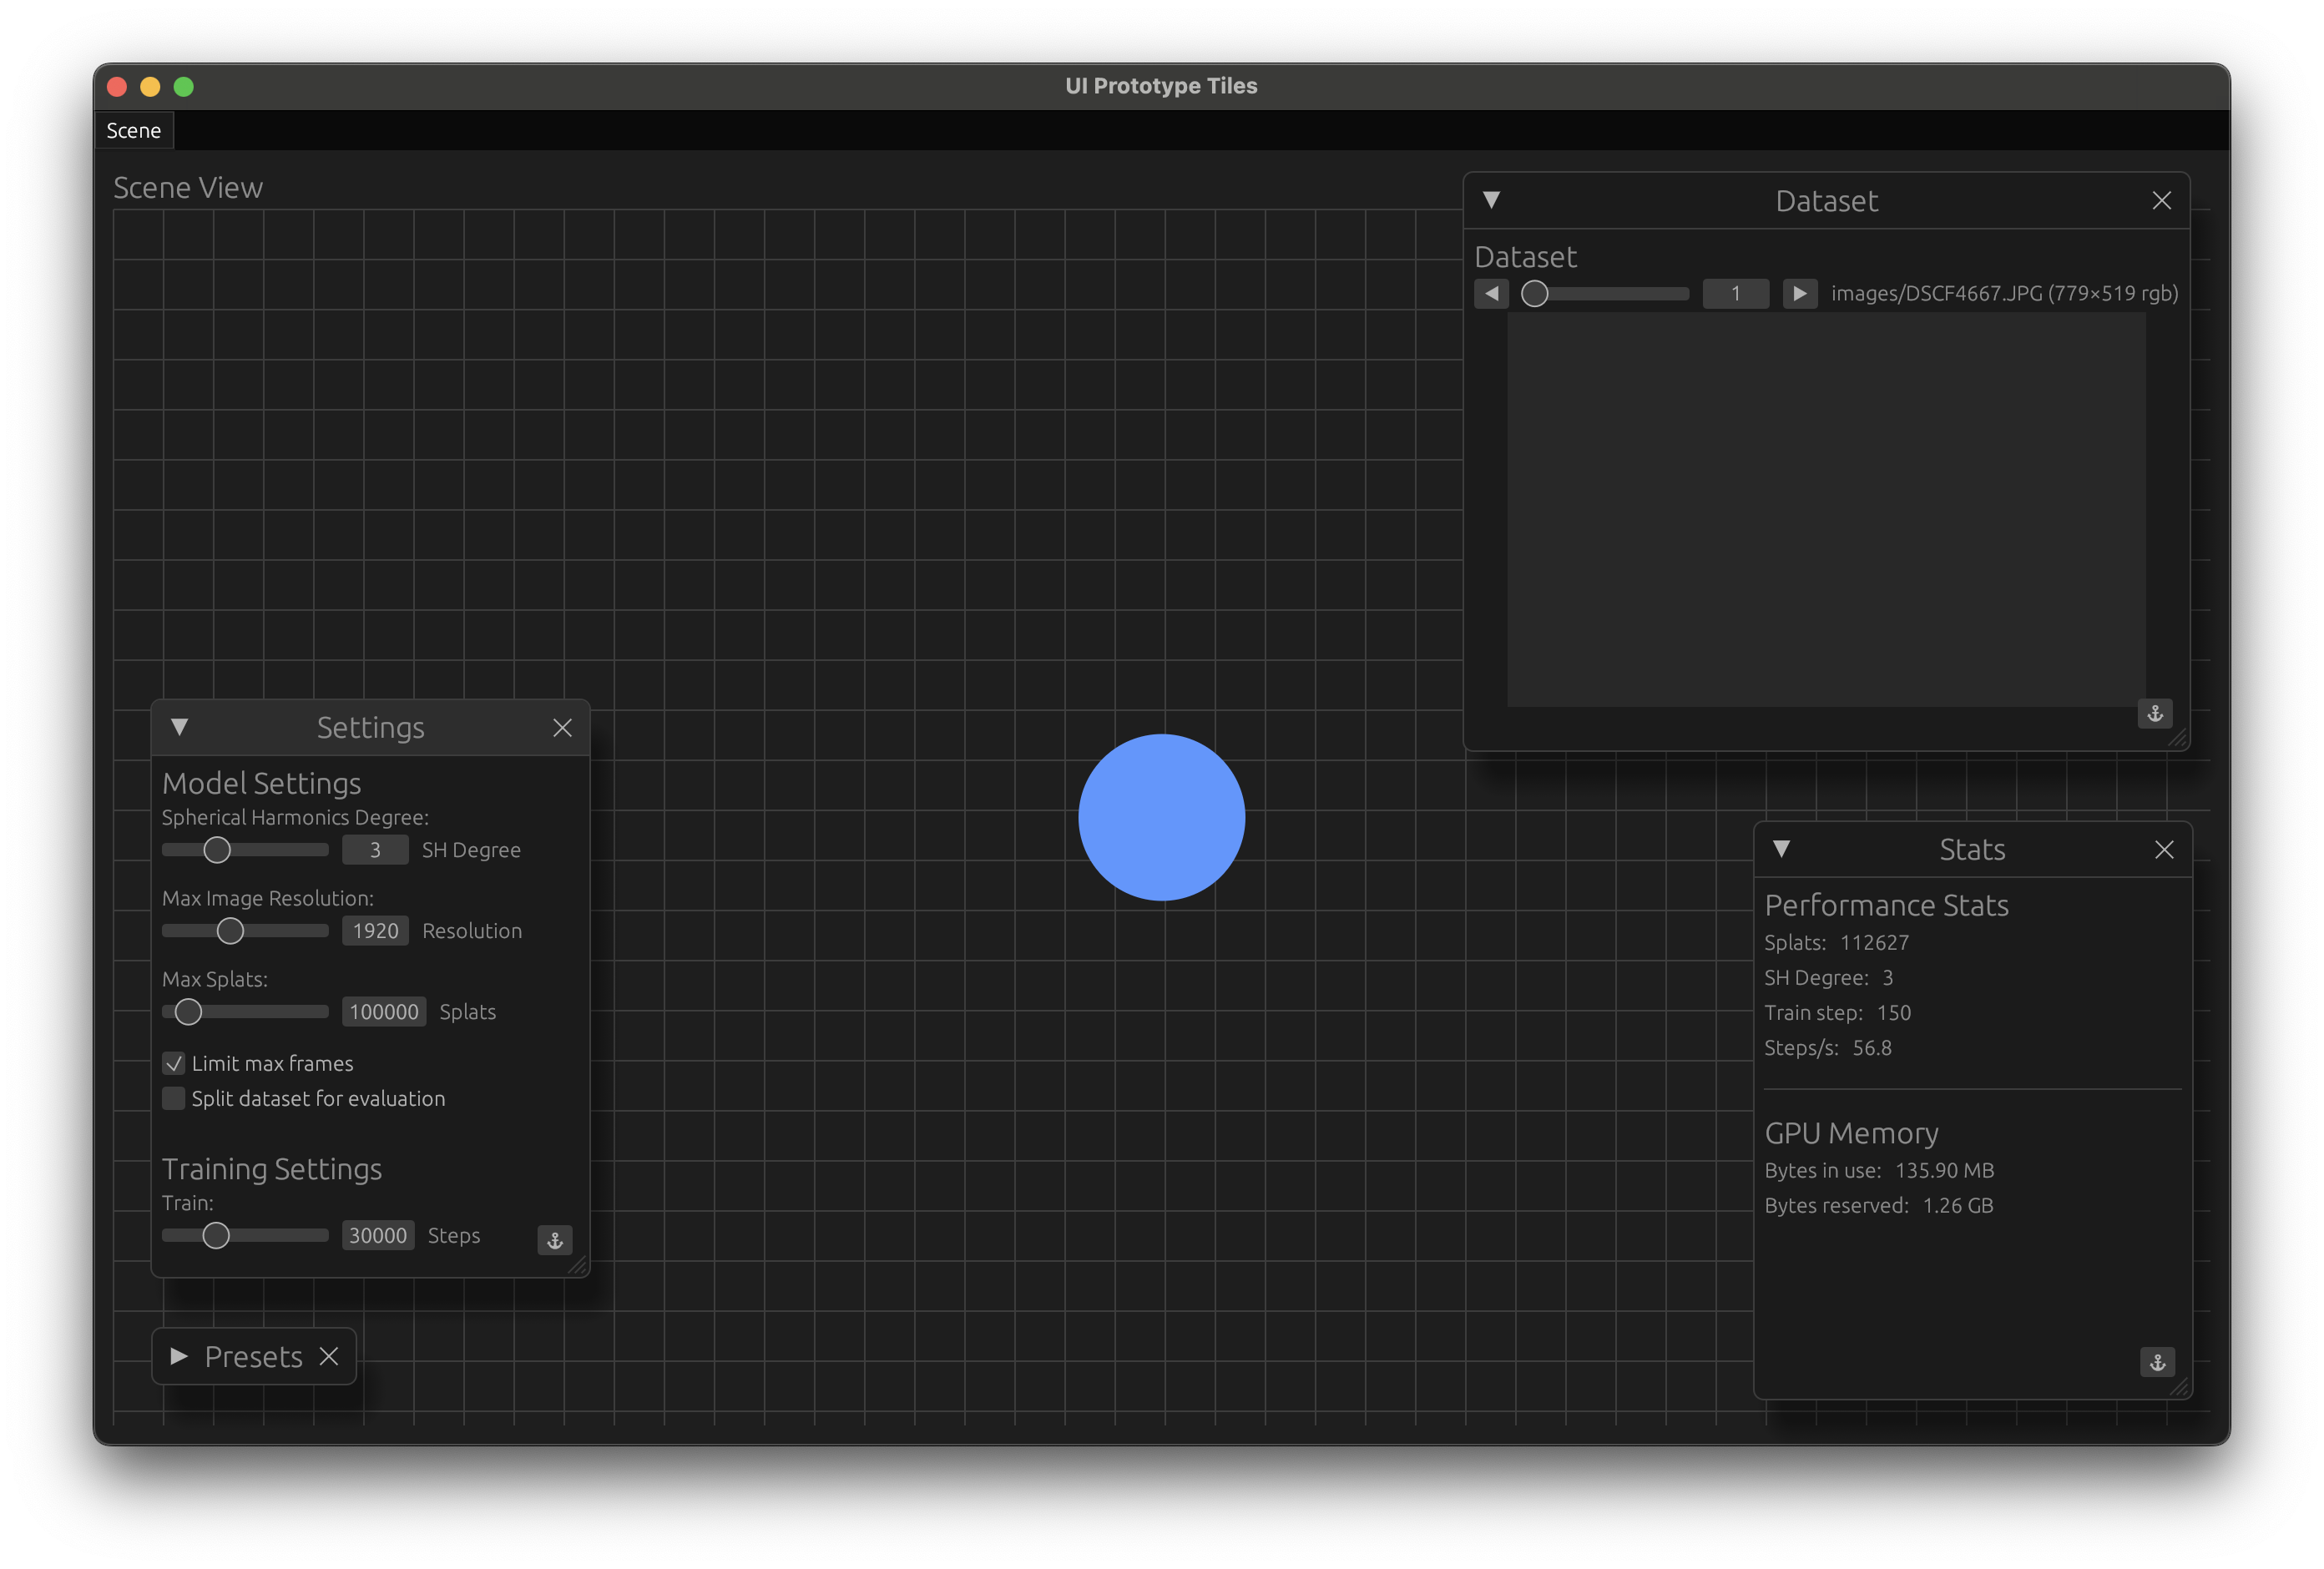 UI Prototype Tiles
Scene
Scene View
Dataset
Dataset
1 images/DSCF4667.JPG (779×519 rgb)
Settings
Model Settings
Spherical Harmonics Degree:
3 SH Degree
Max Image Resolution:
1920 Resolution
Max Splats:
100000 Splats
Limit max frames
Split dataset for evaluation
Training Settings
Train:
30000 Steps
Presets
Stats
Performance Stats
Splats: 112627
SH Degree: 3
Train step: 150
Steps/s: 56.8
GPU Memory
Bytes in use: 135.90 MB
Bytes reserved: 1.26 GB